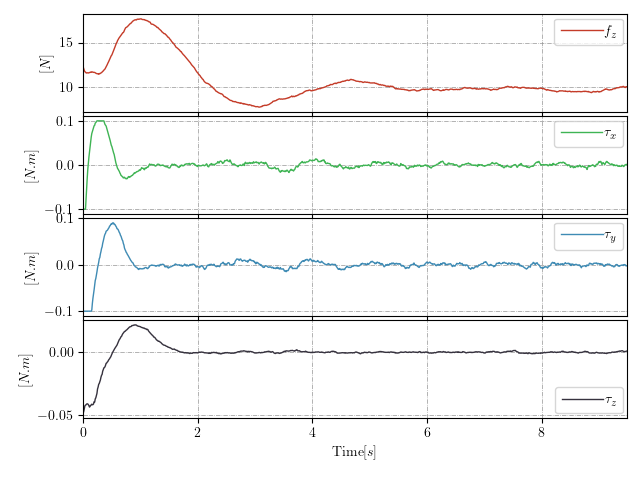 15
10
[N]
f_z
0.1
0.0
−0.1
[N.m]
τ_x
0.1
0.0
−0.1
[N.m]
τ_y
0.00
−0.05
[N.m]
τ_z
0 2 4 6 8
Time[s]